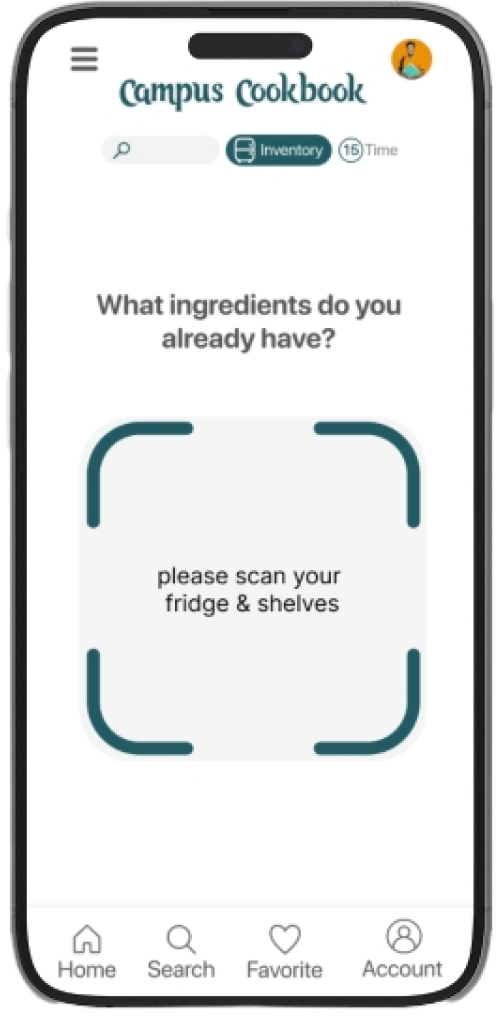 Campus Cookbook
Inventory
15 Time
What ingredients do you
already have?
please scan your
fridge & shelves
Home Search Favorite Account